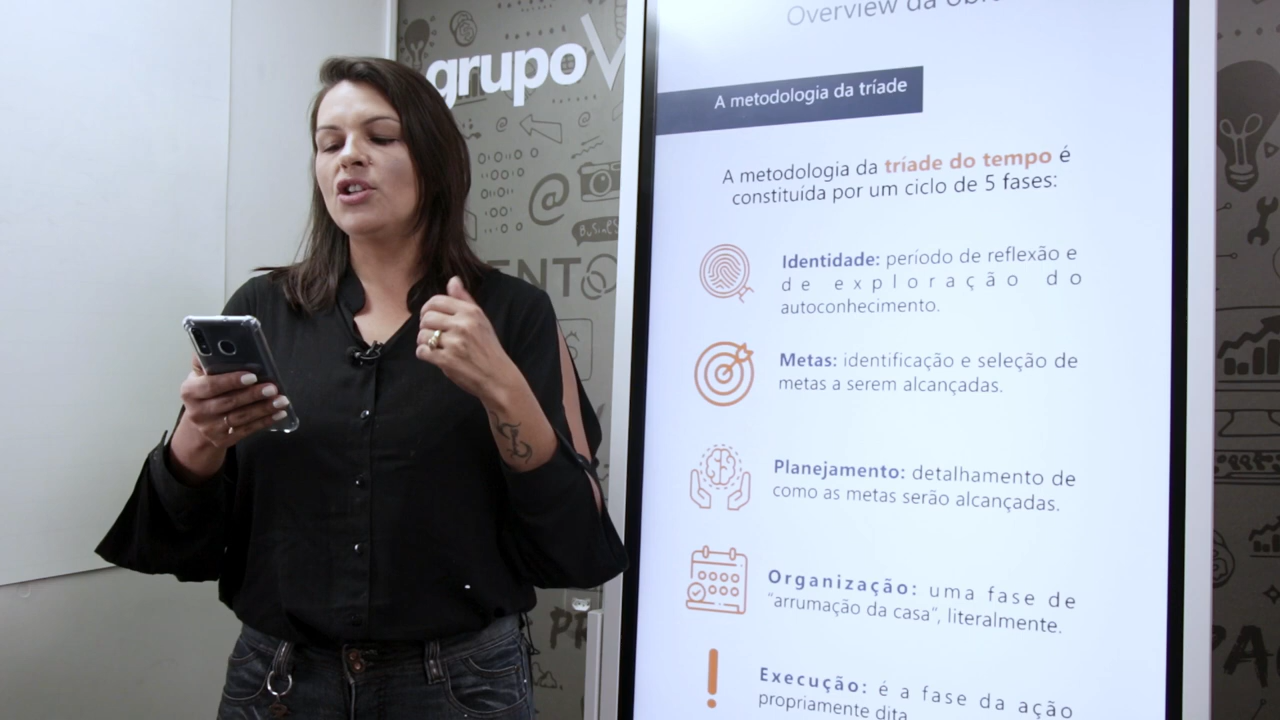 Overview da
grupo
A metodologia da tríade
A metodologia da tríade do tempo é
constituída por um ciclo de 5 fases:
Identidade: período de reflexão e
de exploração do
autoconhecimento.
Metas: identificação e seleção de
metas a serem alcançadas.
Planejamento: detalhamento de
como as metas serão alcançadas.
Organização: uma fase de
"arrumação da casa", literalmente.
Execução: é a fase da ação
propriamente dita